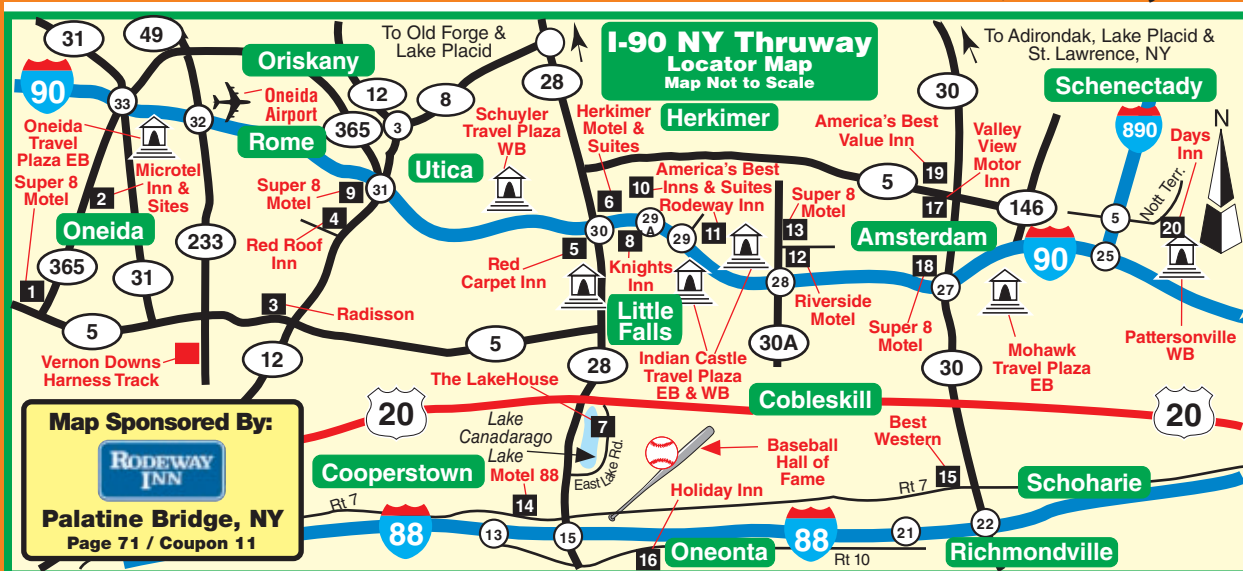 I-90 NY Thruway
Locator Map
Map Not to Scale
31
49
To Old Forge &
Lake Placid
To Adirondak, Lake Placid &
St. Lawrence, NY
Oriskany
28
30
Schenectady
90
33
32
Oneida
Airport
12
8
365
3
Herkimer
890
N
Oneida
Travel
Plaza EB
Rome
Utica
Schuyler
Travel Plaza
WB
Herkimer
Motel &
Suites
America's Best
Value Inn
Valley
View
Motor
Inn
Days
Inn
Super 8
Motel
2
Microtel
Inn &
Sites
Super 8
Motel
9
31
4
Red Roof
Inn
6
10
America's Best
Inns & Suites
Rodeway Inn
5
19
17
146
5
Nott Terr.
20
Oneida
233
30
29
A
29
11
Super 8
Motel
13
Amsterdam
90
25
365
31
1
5
Red
Carpet Inn
8
Knights
Inn
28
12
Riverside
Motel
18
27
Super 8
Motel
3
Radisson
Little
Falls
5
5
12
Vernon Downs
Harness Track
28
Indian Castle
Travel Plaza
EB & WB
30A
30
Mohawk
Travel Plaza
EB
Pattersonville
WB
The LakeHouse
20
Cobleskill
20
Map Sponsored By:
RODEWAY
INN
Palatine Bridge, NY
Page 71 / Coupon 11
Lake
Canadarago
Lake
7
East Lake Rd.
Baseball
Hall of
Fame
Best
Western
15
Cooperstown
Motel 88
14
Holiday Inn
Rt 7
Rt 7
Schoharie
88
13
15
16
Oneonta
88
Rt 10
21
22
Richmondville